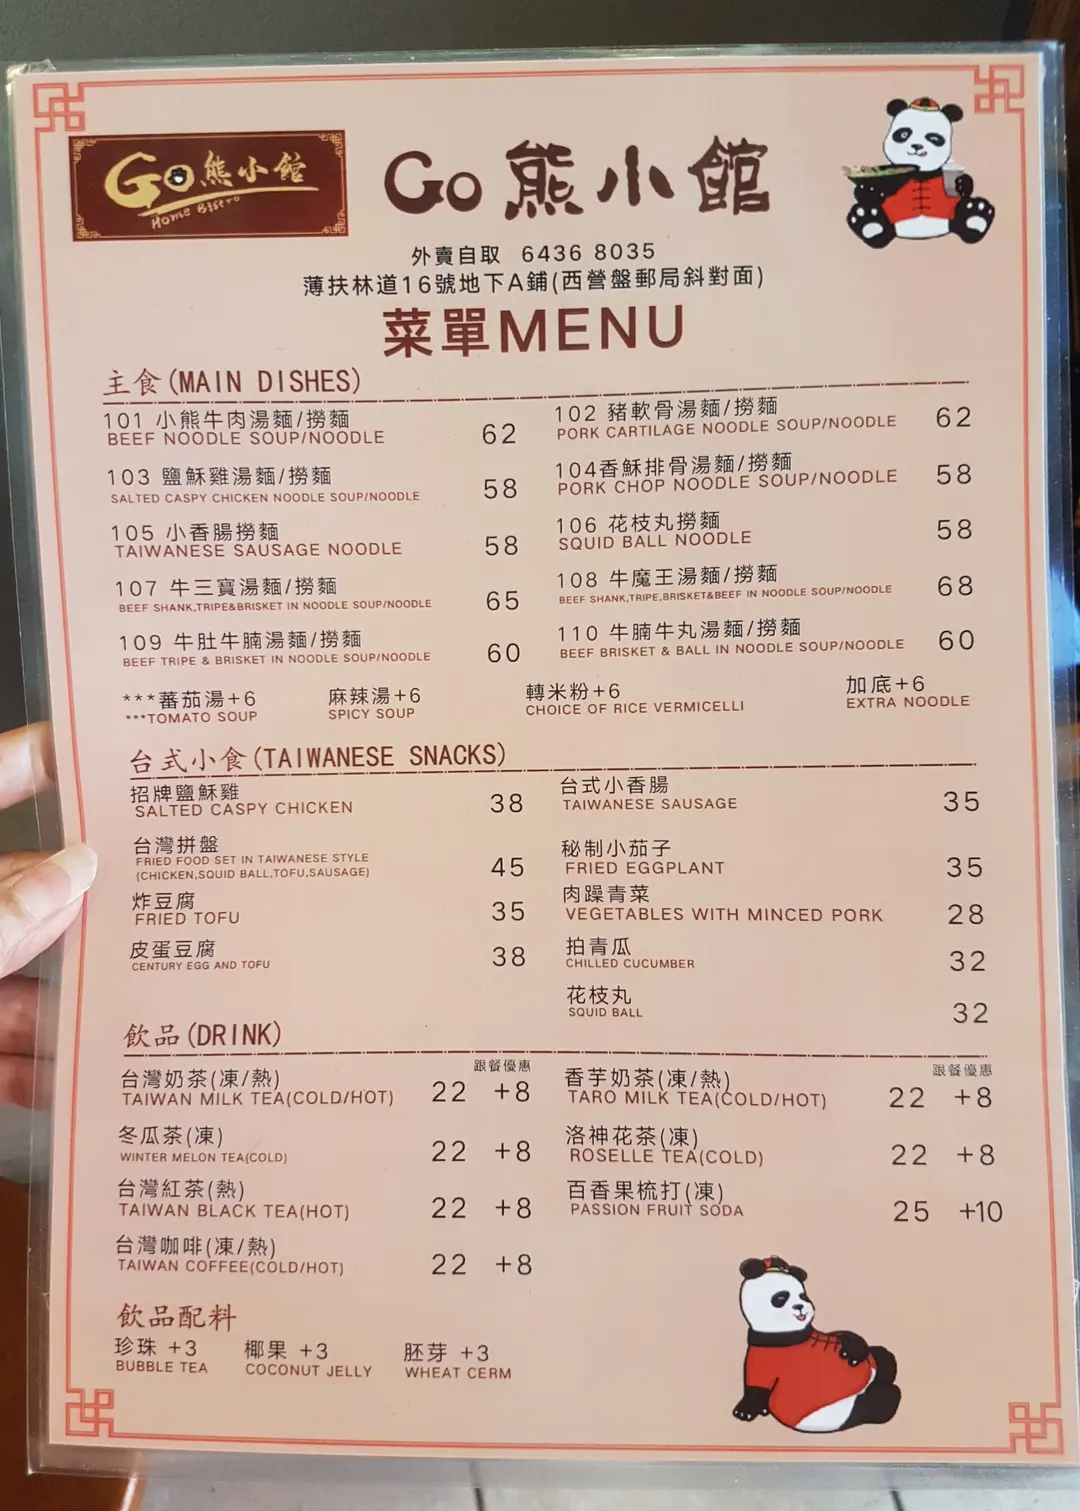 Go熊小館
Home Bistro
Go 熊小館
外賣自取 6436 8035
薄扶林道16號地下A鋪(西營盤郵局斜對面)
菜單MENU
主食(MAIN DISHES)
101 小熊牛肉湯麵/撈麵
BEEF NOODLE SOUP/NOODLE 62
102 豬軟骨湯麵/撈麵
PORK CARTILAGE NOODLE SOUP/NOODLE 62
103 鹽酥雞湯麵/撈麵
SALTED CASPY CHICKEN NOODLE SOUP/NOODLE 58
104香酥排骨湯麵/撈麵
PORK CHOP NOODLE SOUP/NOODLE 58
105 小香腸撈麵
TAIWANESE SAUSAGE NOODLE 58
106 花枝丸撈麵
SQUID BALL NOODLE 58
107 牛三寶湯麵/撈麵
BEEF SHANK,TRIPE&BRISKET IN NOODLE SOUP/NOODLE 65
108 牛魔王湯麵/撈麵
BEEF SHANK,TRIPE,BRISKET&BEEF IN NOODLE SOUP/NOODLE 68
109 牛肚牛腩湯麵/撈麵
BEEF TRIPE & BRISKET IN NOODLE SOUP/NOODLE 60
110 牛腩牛丸湯麵/撈麵
BEEF BRISKET & BALL IN NOODLE SOUP/NOODLE 60
***蕃茄湯+6 麻辣湯+6 轉米粉+6 加底+6
***TOMATO SOUP SPICY SOUP CHOICE OF RICE VERMICELLI EXTRA NOODLE
台式小食(TAIWANESE SNACKS)
招牌鹽酥雞
SALTED CASPY CHICKEN 38
台式小香腸
TAIWANESE SAUSAGE 35
台灣拼盤
FRIED FOOD SET IN TAIWANESE STYLE
(CHICKEN,SQUID BALL,TOFU,SAUSAGE) 45
秘制小茄子
FRIED EGGPLANT 35
炸豆腐
FRIED TOFU 35
肉躁青菜
VEGETABLES WITH MINCED PORK 28
皮蛋豆腐
CENTURY EGG AND TOFU 38
拍青瓜
CHILLED CUCUMBER 32
花枝丸
SQUID BALL 32
飲品(DRINK)
跟餐優惠 跟餐優惠
台灣奶茶(凍/熱)
TAIWAN MILK TEA(COLD/HOT) 22 +8
香芋奶茶(凍/熱)
TARO MILK TEA(COLD/HOT) 22 +8
冬瓜茶(凍)
WINTER MELON TEA(COLD) 22 +8
洛神花茶(凍)
ROSELLE TEA(COLD) 22 +8
台灣紅茶(熱)
TAIWAN BLACK TEA(HOT) 22 +8
百香果梳打(凍)
PASSION FRUIT SODA 25 +10
台灣咖啡(凍/熱)
TAIWAN COFFEE(COLD/HOT) 22 +8
飲品配料
珍珠 +3 椰果 +3 胚芽 +3
BUBBLE TEA COCONUT JELLY WHEAT CERM